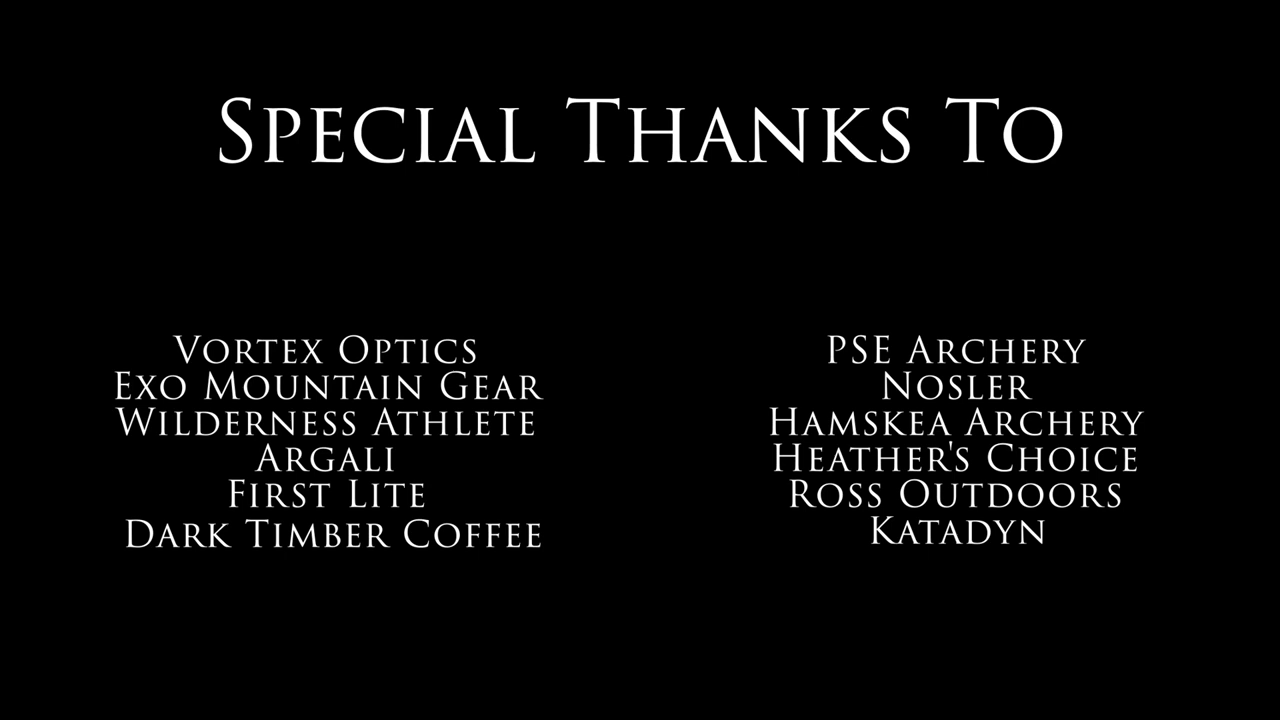 Special Thanks To
Vortex Optics
Exo Mountain Gear
Wilderness Athlete
Argali
First Lite
Dark Timber Coffee
PSE Archery
Nosler
Hamskea Archery
Heather's Choice
Ross Outdoors
Katadyn